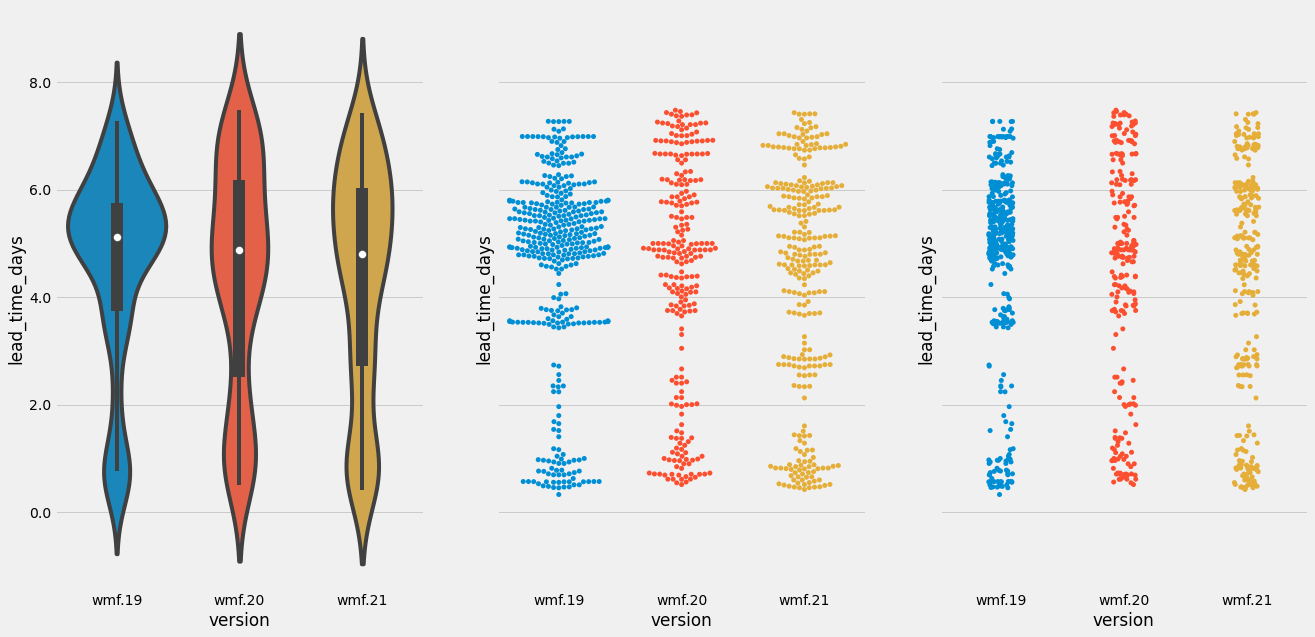 lead_time_days
8.0
6.0
4.0
2.0
0.0
wmf.19 wmf.20 wmf.21
version
lead_time_days
wmf.19 wmf.20 wmf.21
version
lead_time_days
wmf.19 wmf.20 wmf.21
version